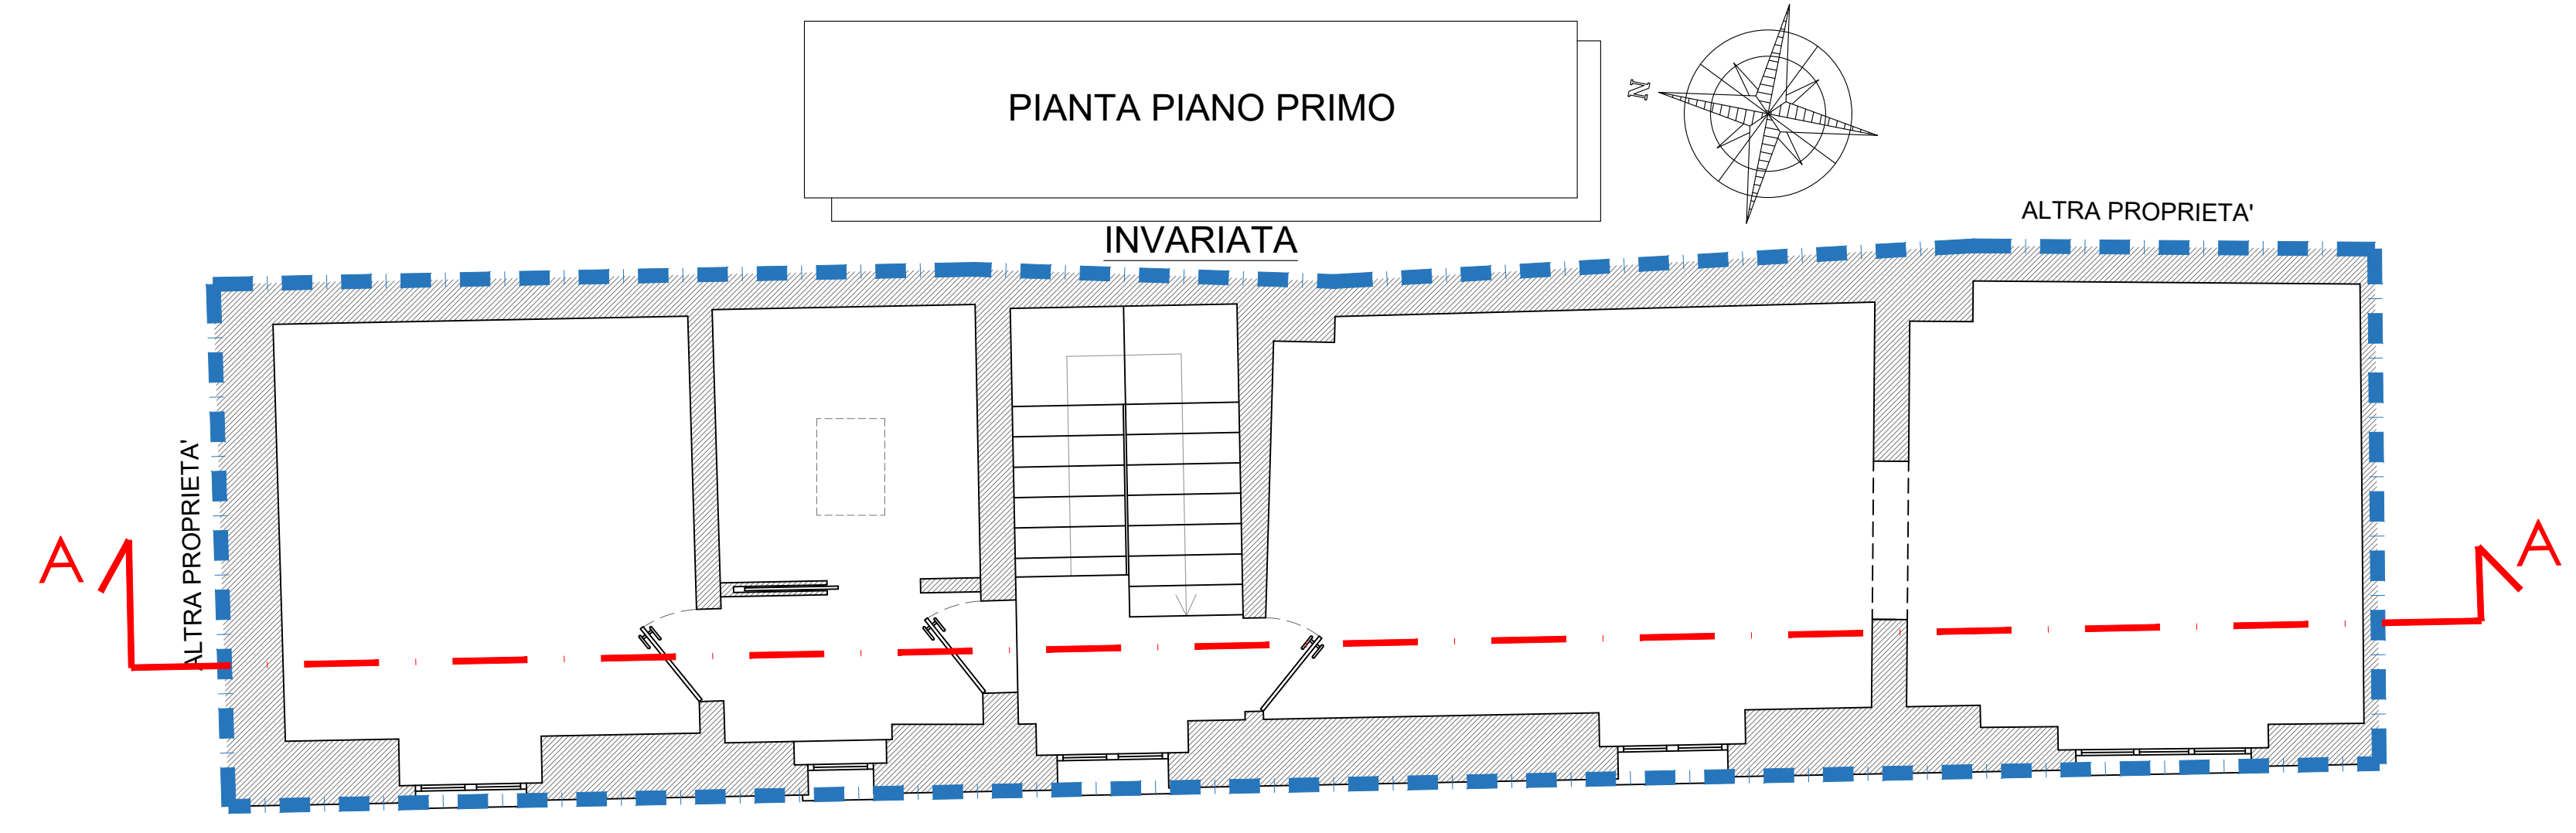 PIANTA PIANO PRIMO
N
INVARIATA
ALTRA PROPRIETA'
ALTRA PROPRIETA'
A
A